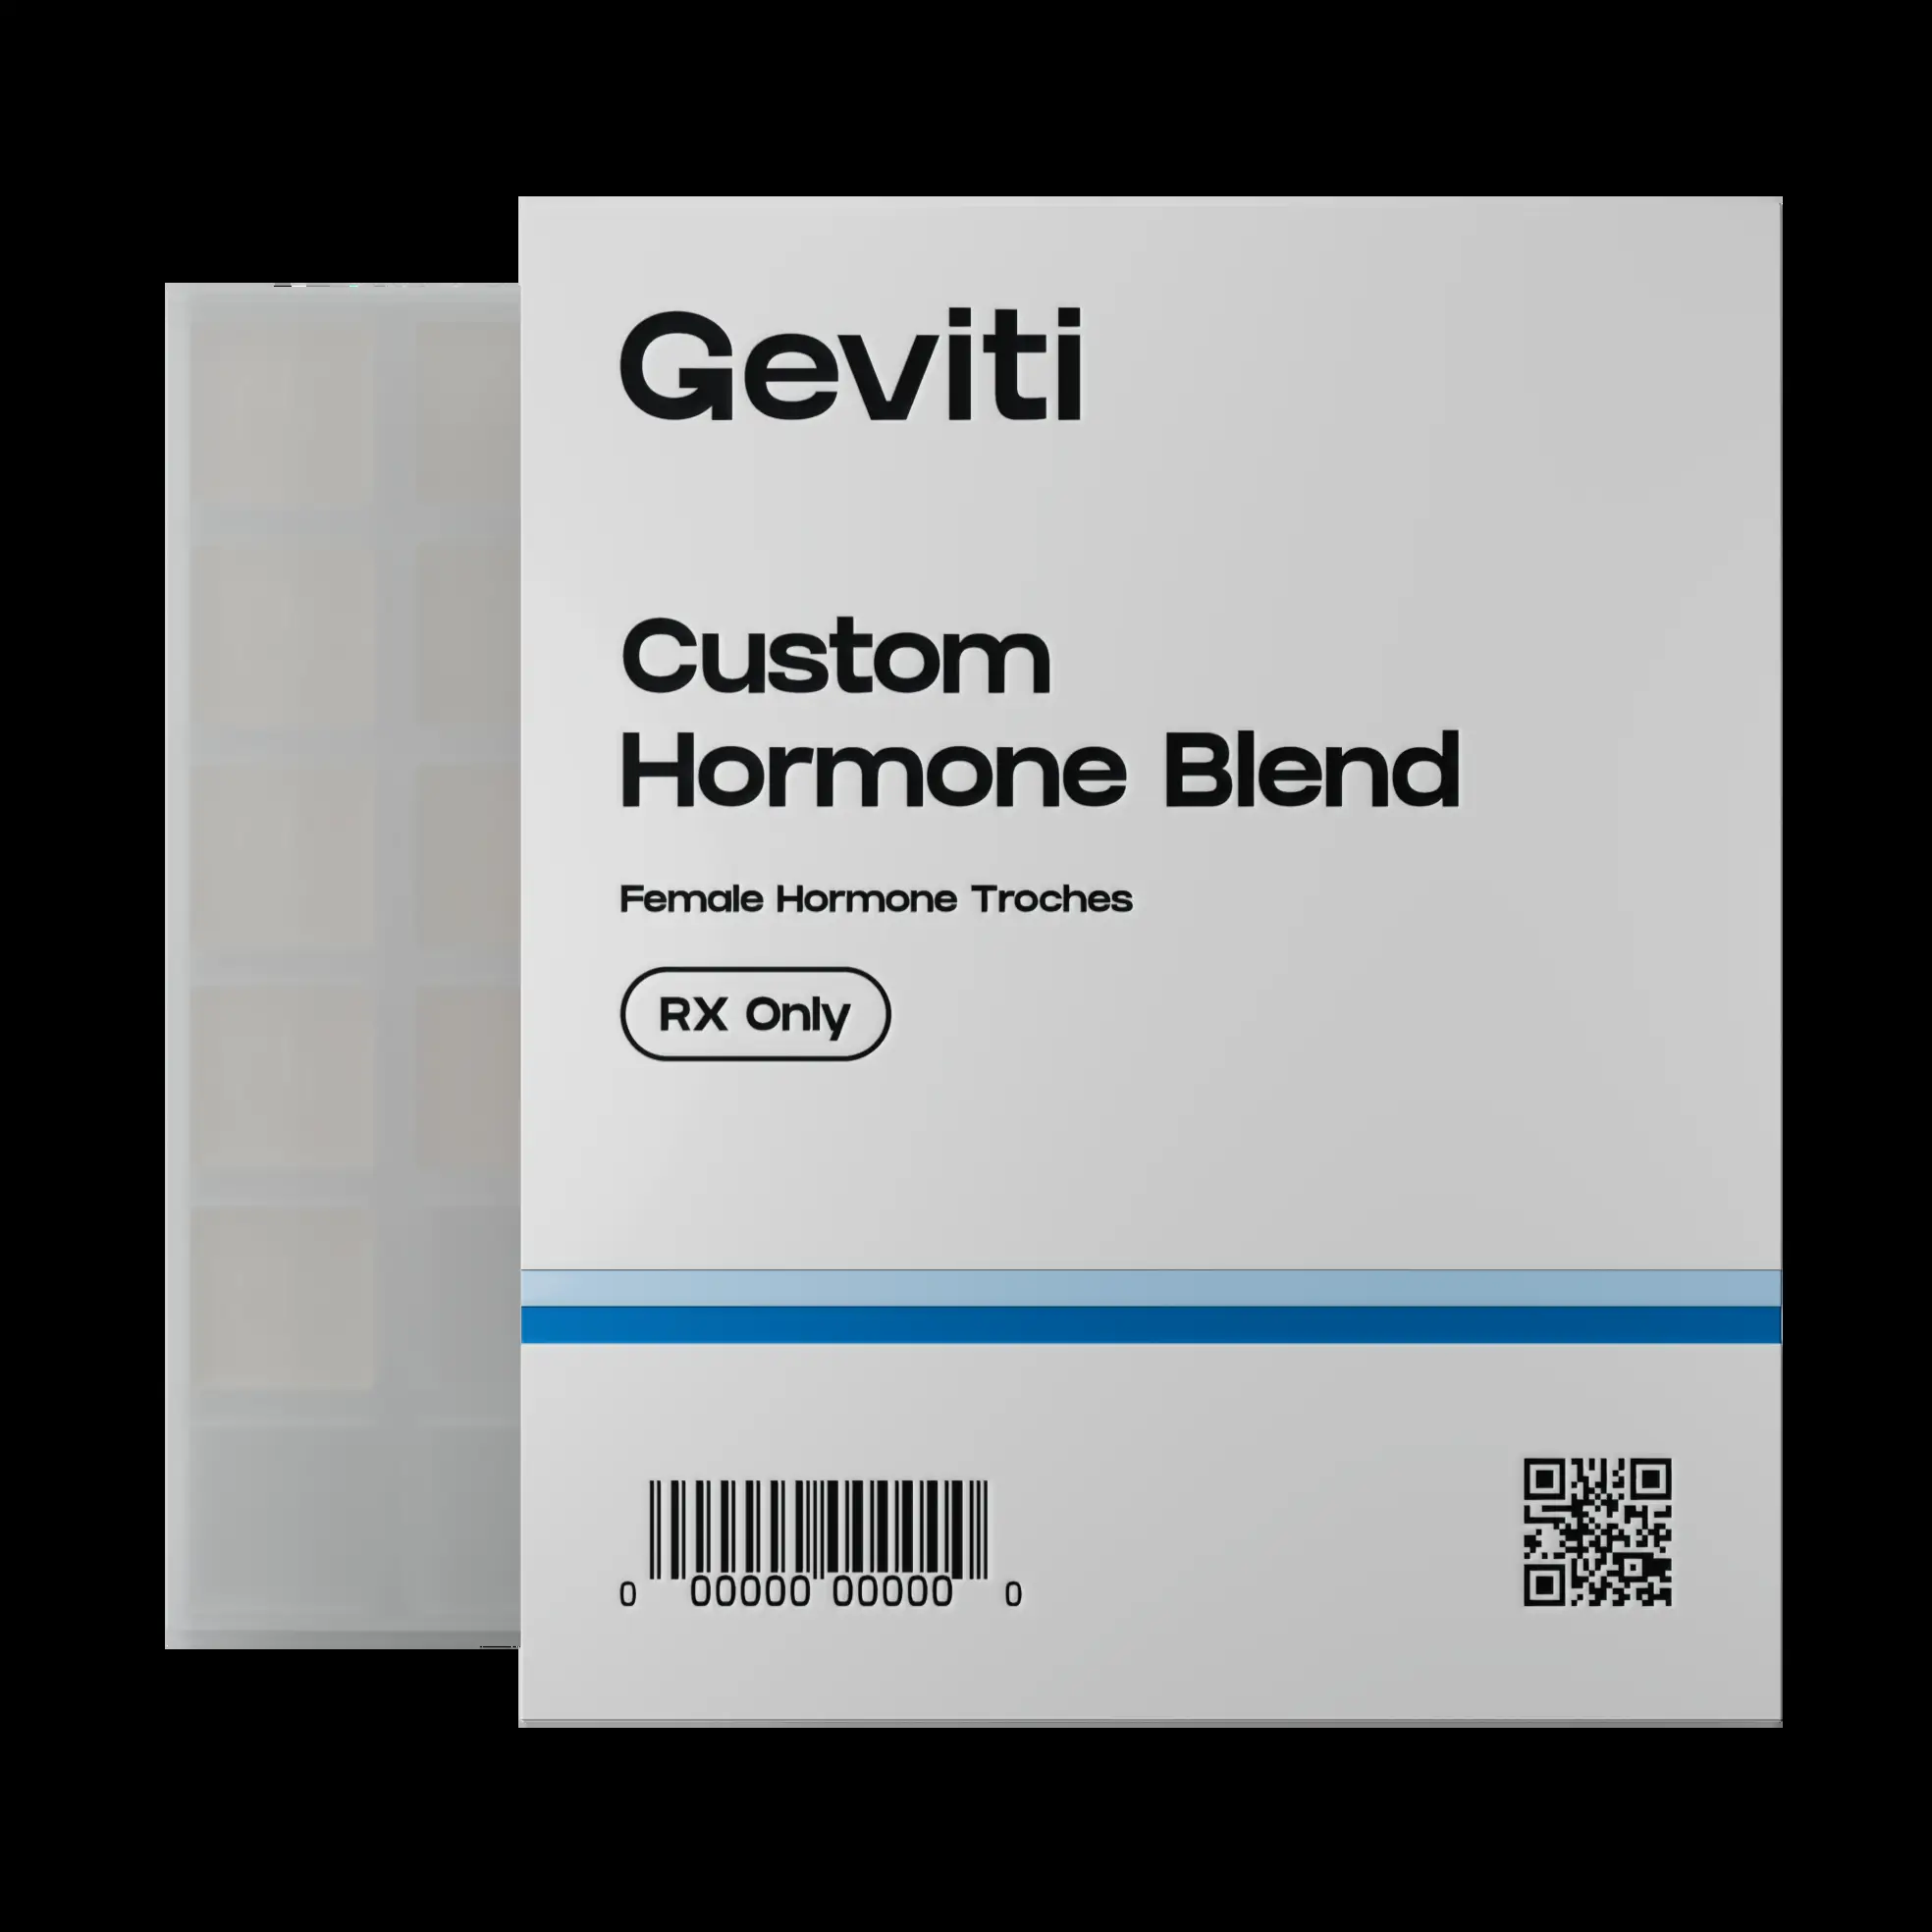 Geviti
Custom
Hormone Blend
Female Hormone Troches
RX Only
0 00000 00000 0